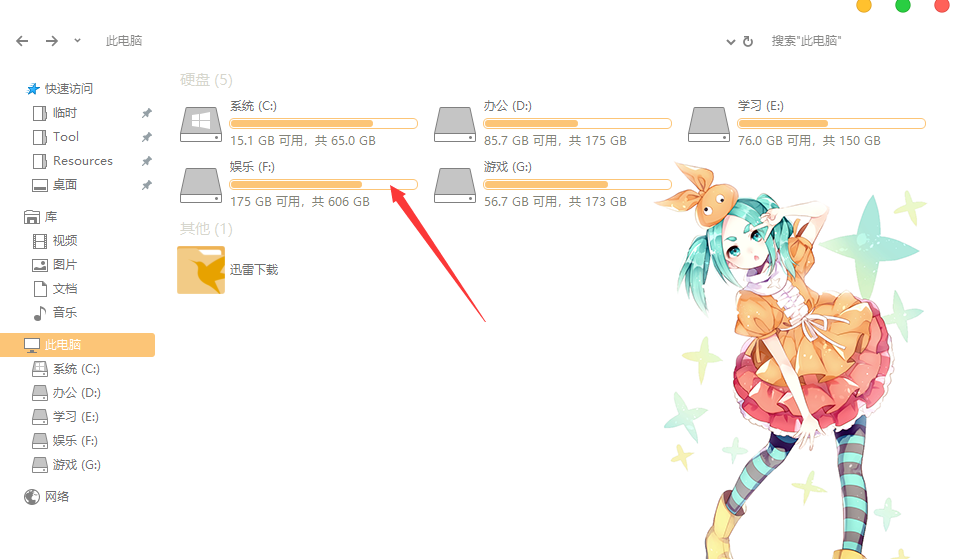 此电脑
搜索"此电脑"
快速访问
临时
Tool
Resources
桌面
库
视频
图片
文档
音乐
此电脑
系统 (C:)
办公 (D:)
学习 (E:)
娱乐 (F:)
游戏 (G:)
网络
硬盘 (5)
系统 (C:)
15.1 GB 可用，共 65.0 GB
办公 (D:)
85.7 GB 可用，共 175 GB
学习 (E:)
76.0 GB 可用，共 150 GB
娱乐 (F:)
175 GB 可用，共 606 GB
游戏 (G:)
56.7 GB 可用，共 173 GB
其他 (1)
迅雷下载